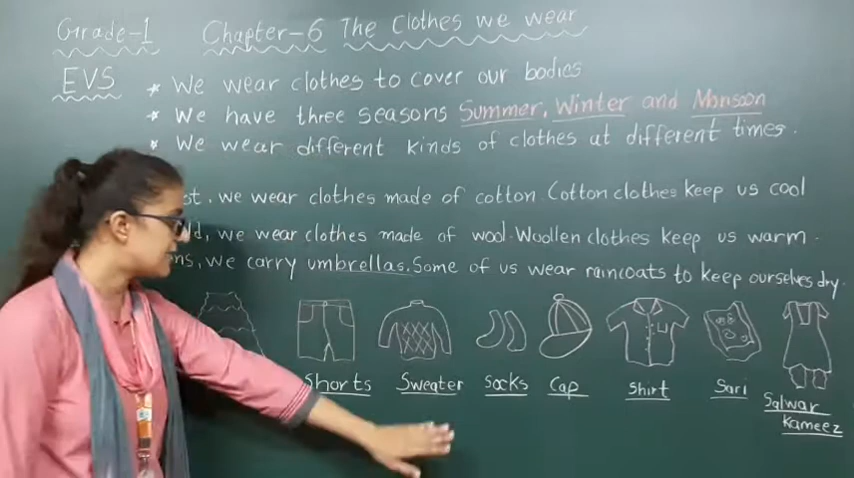 Grade-1 Chapter-6 The Clothes we wear
EVS
* We wear clothes to cover our bodies
* We have three seasons Summer, Winter and Monsoon
* We wear different kinds of clothes at different times.
we wear clothes made of cotton. Cotton clothes keep us cool
we wear clothes made of wool. Woollen clothes keep us warm.
we carry umbrellas. Some of us wear raincoats to keep ourselves dry.
Shorts Sweater Socks Cap Shirt Sari Salwar
Kameez